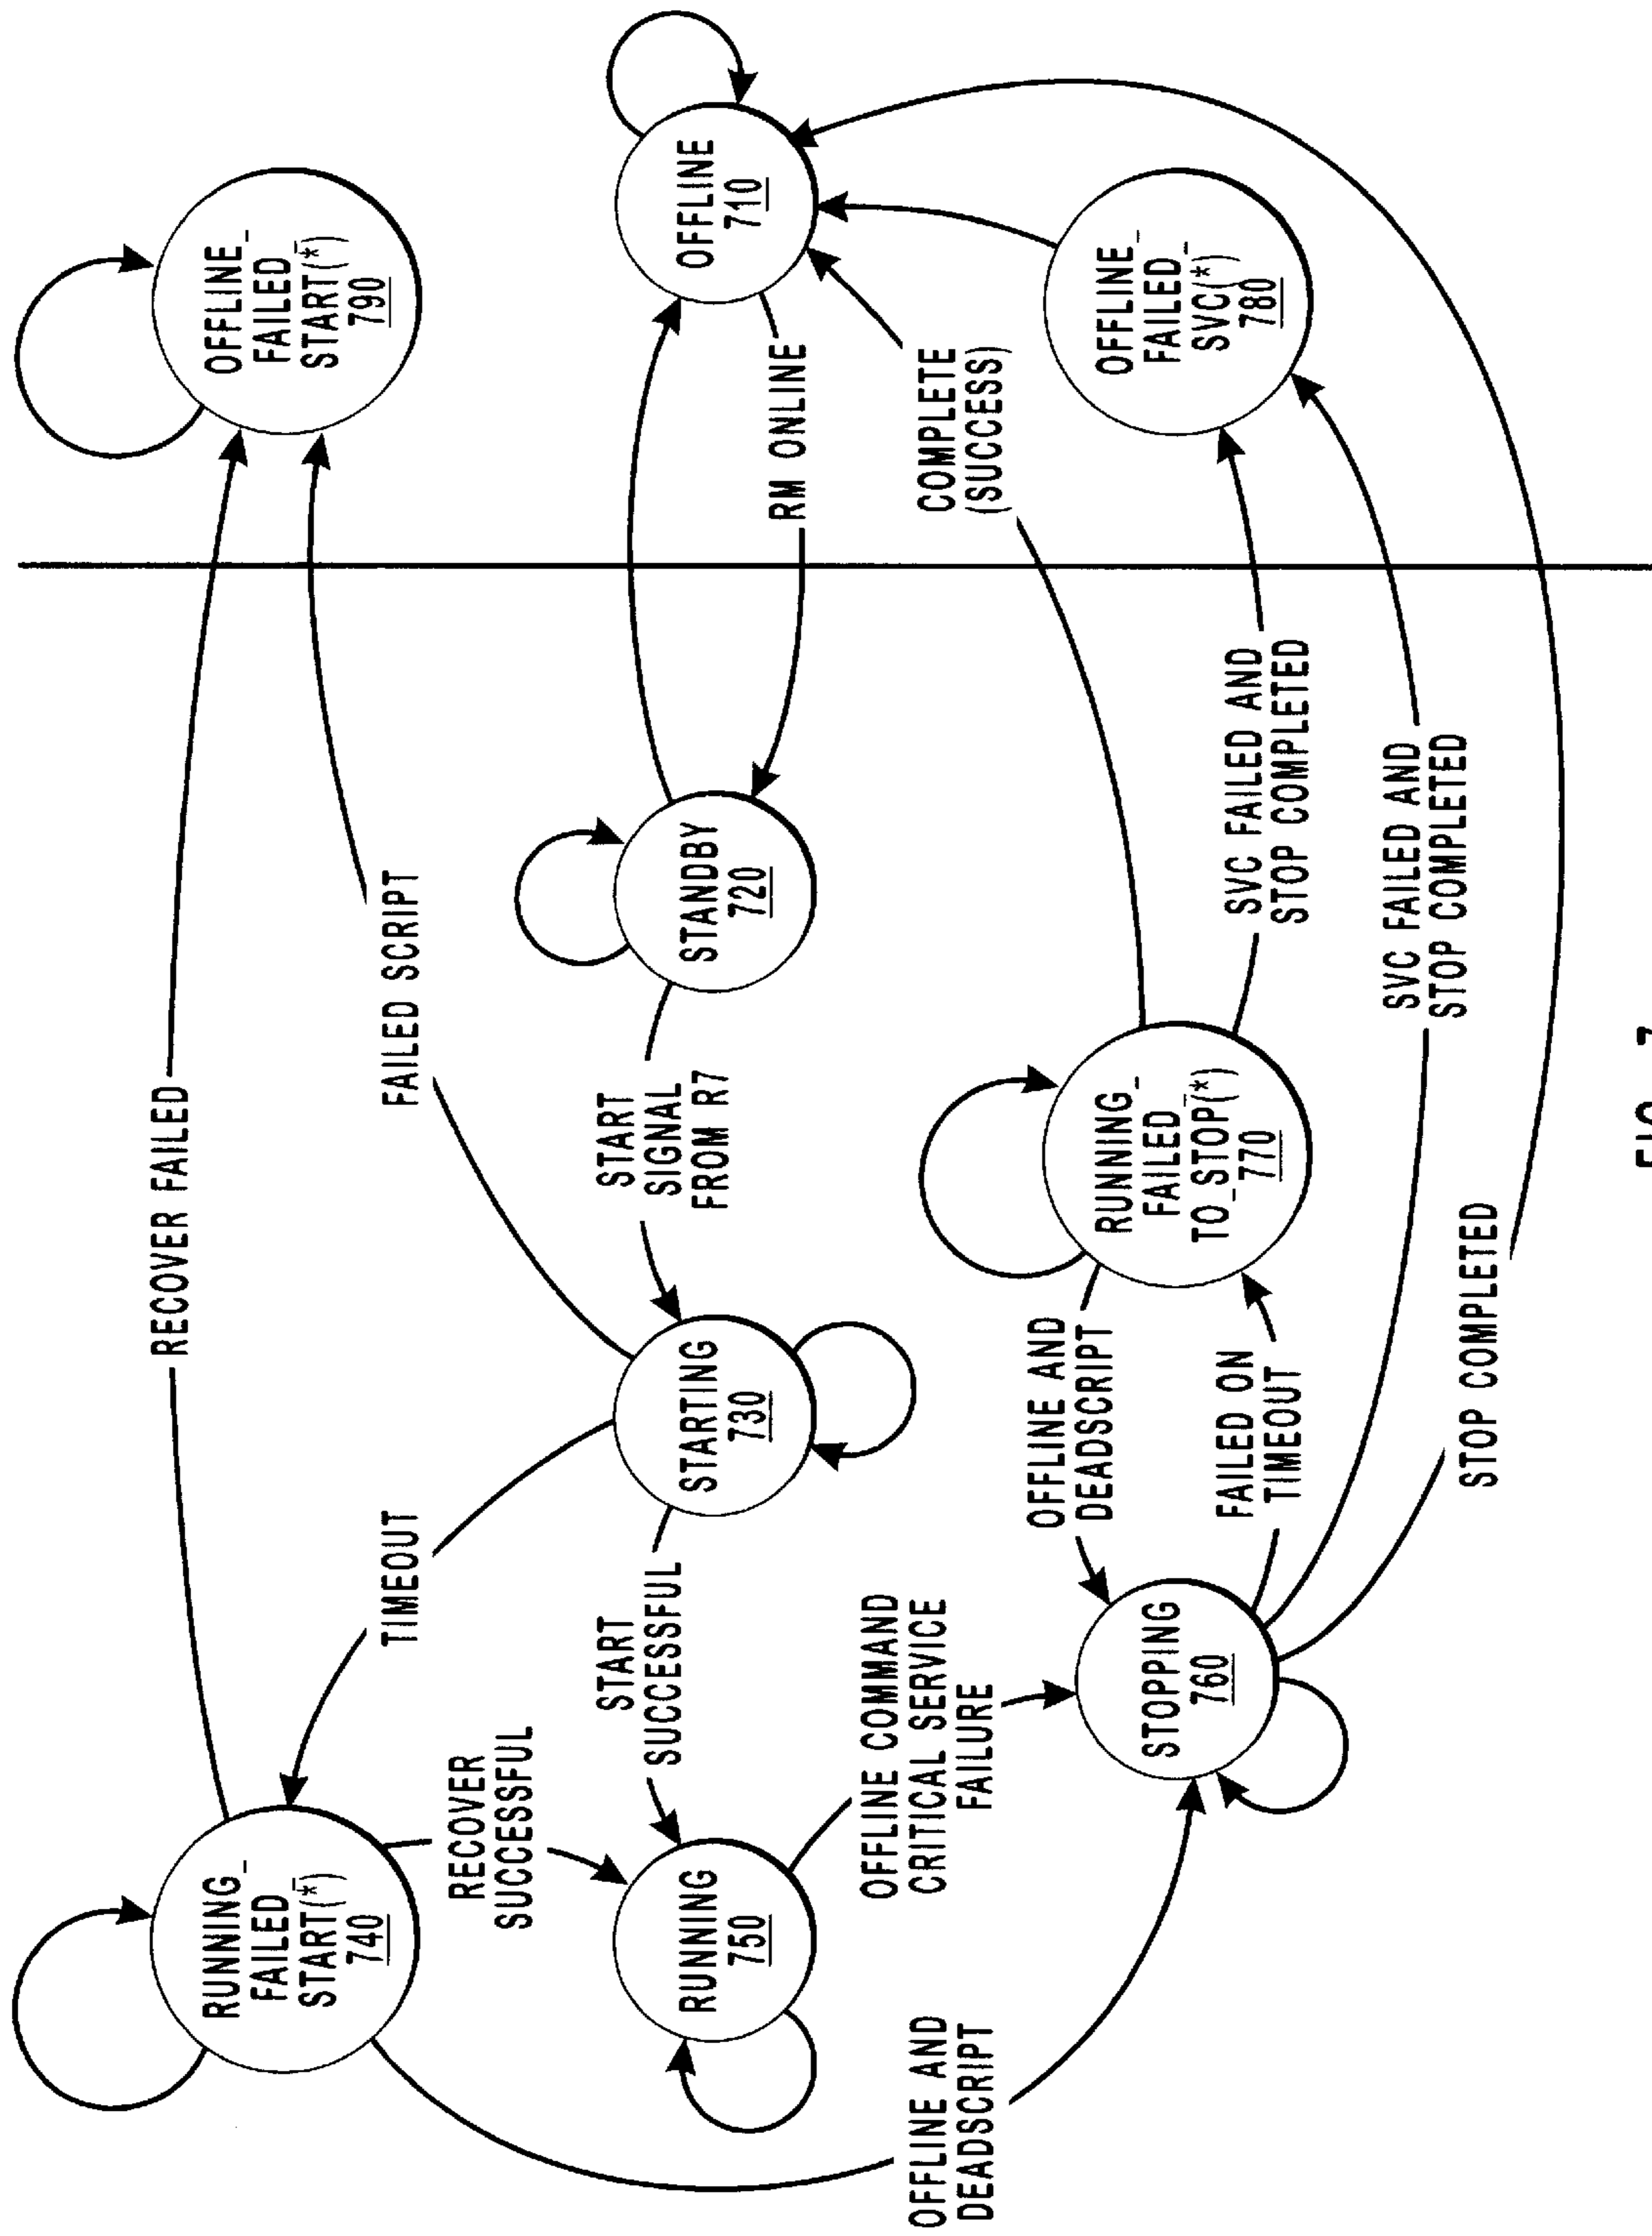 RUNNING_
FAILED_
START(*)
740
RECOVER FAILED
OFFLINE_
FAILED_
START(*)
790
TIMEOUT
FAILED SCRIPT
RECOVER
SUCCESSFUL
START
SUCCESSFUL
START
SIGNAL
FROM R7
RUNNING
750
STARTING
730
STANDBY
720
OFFLINE
710
RM ONLINE
OFFLINE COMMAND
CRITICAL SERVICE
FAILURE
OFFLINE AND
DEADSCRIPT
COMPLETE
(SUCCESS)
OFFLINE AND
DEADSCRIPT
STOPPING
760
RUNNING_
FAILED_
TO_STOP(*)
770
OFFLINE_
FAILED_
SVC(*)
780
FAILED ON
TIMEOUT
SVC FAILED AND
STOP COMPLETED
SVC FAILED AND
STOP COMPLETED
STOP COMPLETED